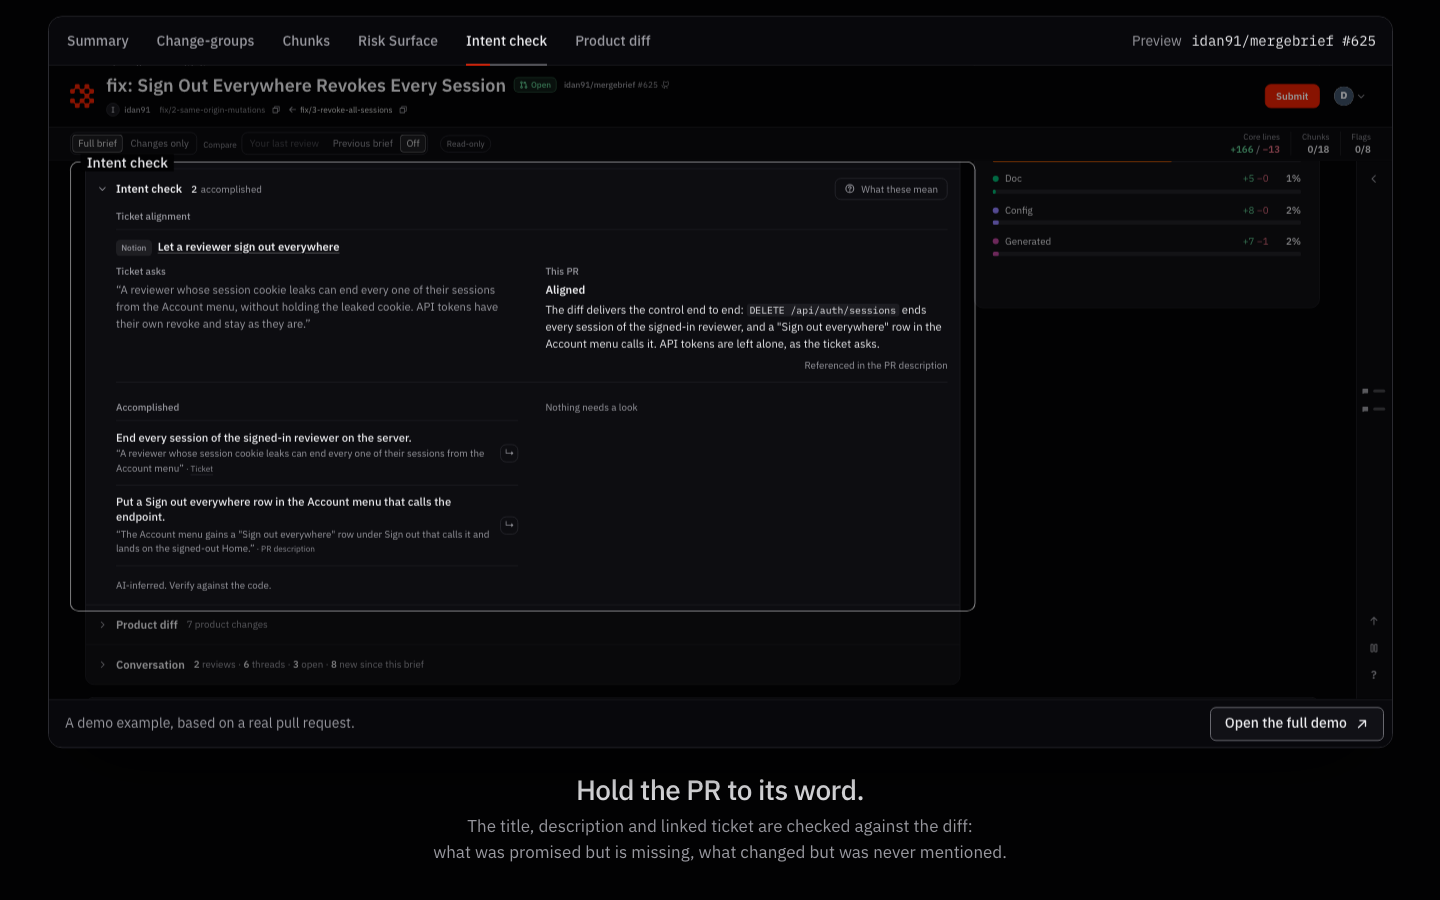 Summary Change-groups Chunks Risk Surface Intent check Product diff Preview idan91/mergebrief #625
fix: Sign Out Everywhere Revokes Every Session Open idan91/mergebrief #625
I idan91 fix/2-same-origin-mutations ← fix/3-revoke-all-sessions
Submit D
Full brief Changes only Compare Your last review Previous brief Off Read-only
Core lines Chunks Flags
+166 / −13 0/18 0/8
Intent check
Intent check 2 accomplished What these mean
Ticket alignment
Notion Let a reviewer sign out everywhere
Ticket asks
“A reviewer whose session cookie leaks can end every one of their sessions
from the Account menu, without holding the leaked cookie. API tokens have
their own revoke and stay as they are.”
This PR
Aligned
The diff delivers the control end to end: DELETE /api/auth/sessions ends
every session of the signed-in reviewer, and a "Sign out everywhere" row in the
Account menu calls it. API tokens are left alone, as the ticket asks.
Referenced in the PR description
Accomplished
End every session of the signed-in reviewer on the server.
“A reviewer whose session cookie leaks can end every one of their sessions from the
Account menu” · Ticket
Put a Sign out everywhere row in the Account menu that calls the
endpoint.
“The Account menu gains a "Sign out everywhere" row under Sign out that calls it and
lands on the signed-out Home.” · PR description
Nothing needs a look
AI-inferred. Verify against the code.
Doc +5 −0 1%
Config +8 −0 2%
Generated +7 −1 2%
Product diff 7 product changes
Conversation 2 reviews · 6 threads · 3 open · 8 new since this brief
?
A demo example, based on a real pull request.
Open the full demo
Hold the PR to its word.
The title, description and linked ticket are checked against the diff:
what was promised but is missing, what changed but was never mentioned.